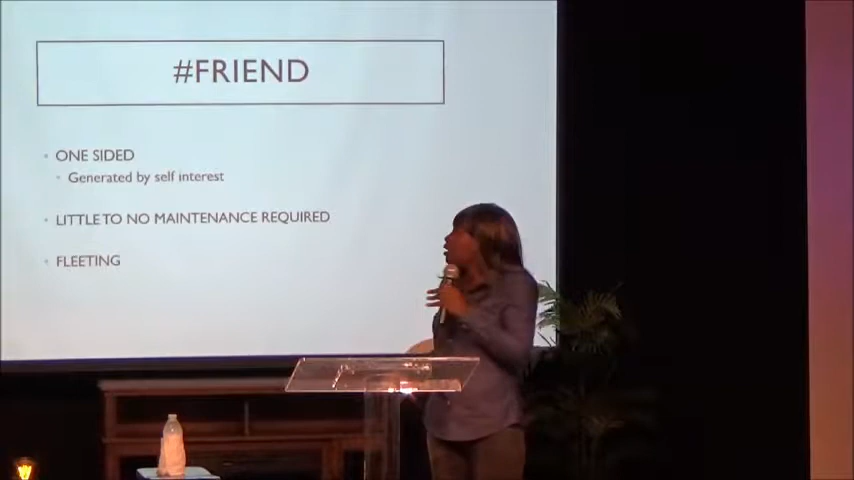 #FRIEND
ONE SIDED
Generated by self interest
LITTLE TO NO MAINTENANCE REQUIRED
FLEETING